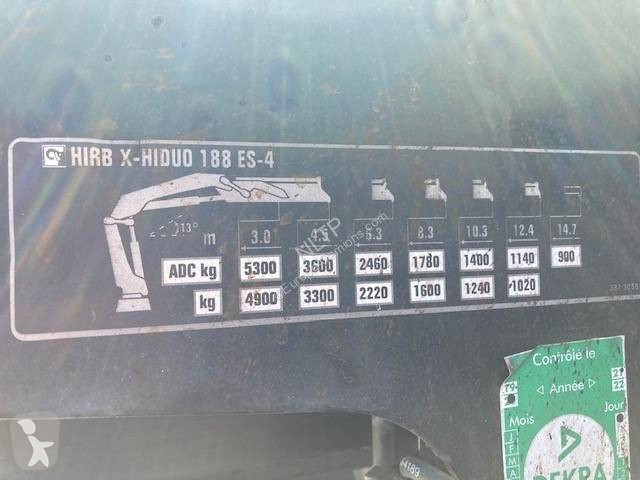 HIRB X-HIDUO 188 ES-4
13°
m 3.0 4.5 8.3 10.3 12.4 14.7
ADC kg 5300 3600 2460 1780 1400 1140 900
kg 4900 3300 2220 1600 1240 1020
Contrôle le
Année
21
22
Mois Jour
J
F
M
A
DEKRA